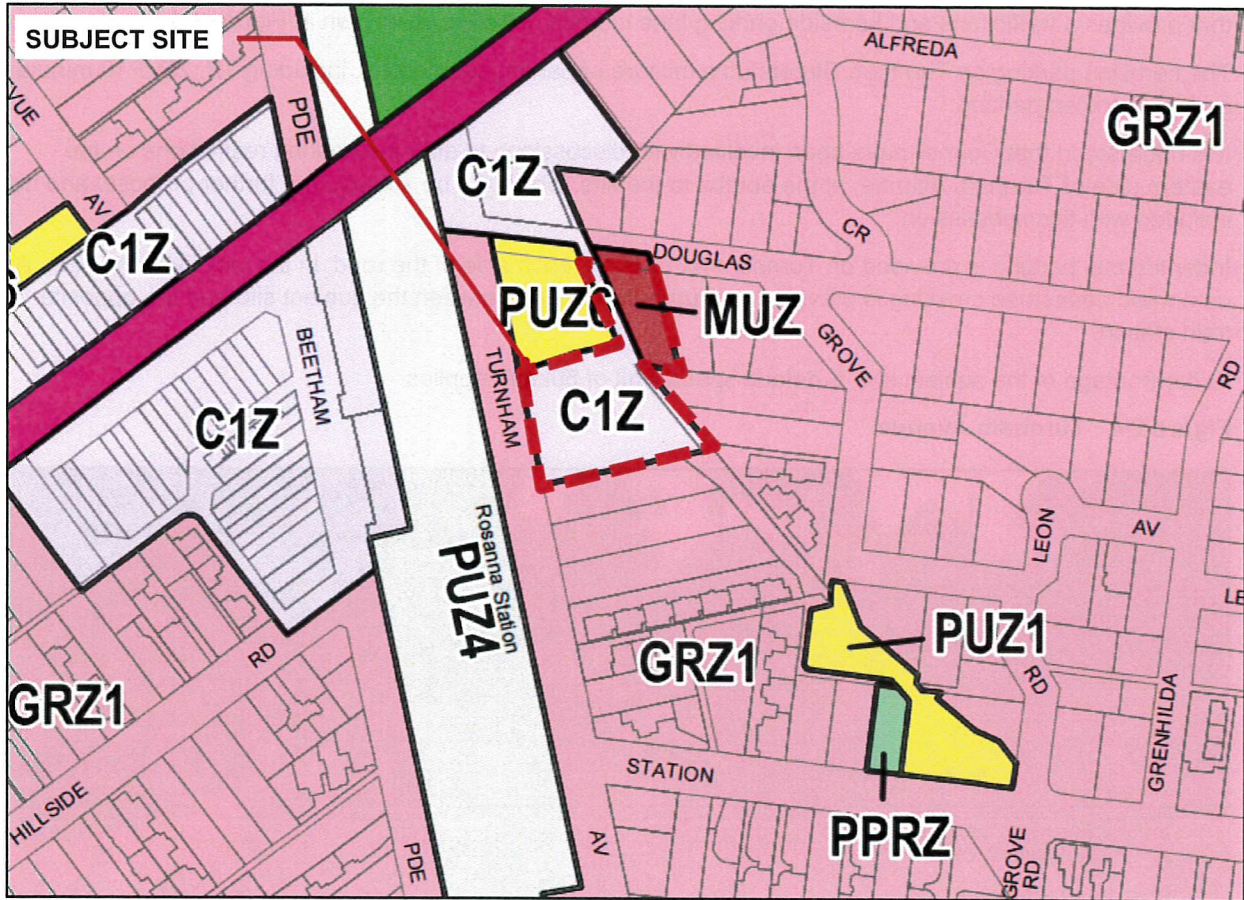 SUBJECT SITE
ALFREDA
GRZ1
VUE
PDE
C1Z
AV
C1Z
DOUGLAS
CR
PUZ6
MUZ
GROVE
BEETHAM
TURNHAM
RD
C1Z
C1Z
Rosanna Station
PUZ4
LEON
AV
LE
PUZ1
GRZ1
RD
RD
GRZ1
GRENHILDA
STATION
HILLSIDE
PPRZ
PDE
AV
GROVE
RD